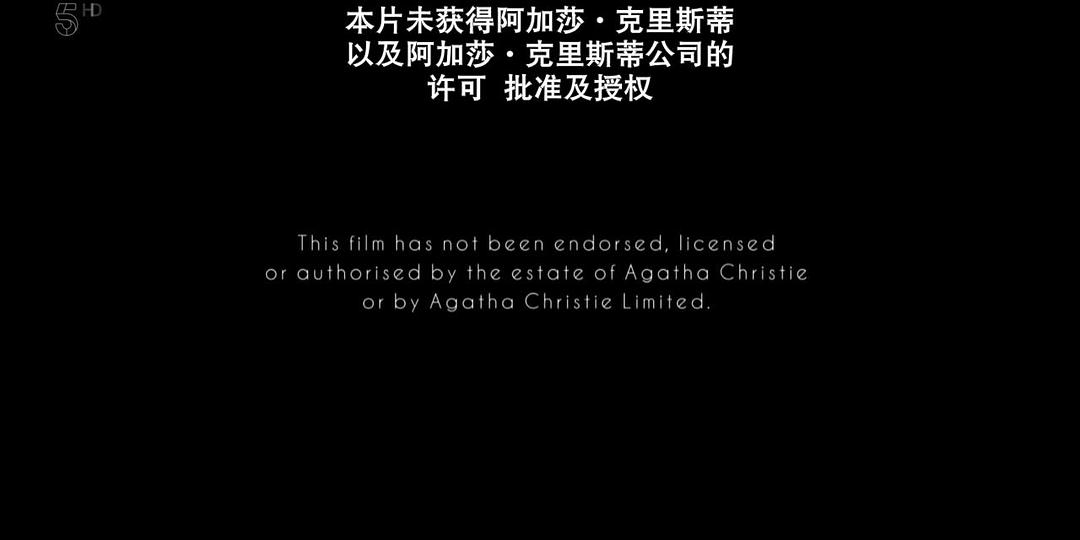 5 HD
本片未获得阿加莎·克里斯蒂
以及阿加莎·克里斯蒂公司的
许可 批准及授权
This film has not been endorsed, licensed
or authorised by the estate of Agatha Christie
or by Agatha Christie Limited.